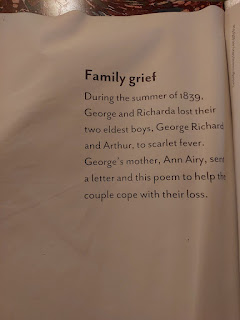 Family grief
During the summer of 1839,
George and Richarda lost their
two eldest boys, George Richard
and Arthur, to scarlet fever.
George's mother, Ann Airy, sent
a letter and this poem to help the
couple cope with their loss.